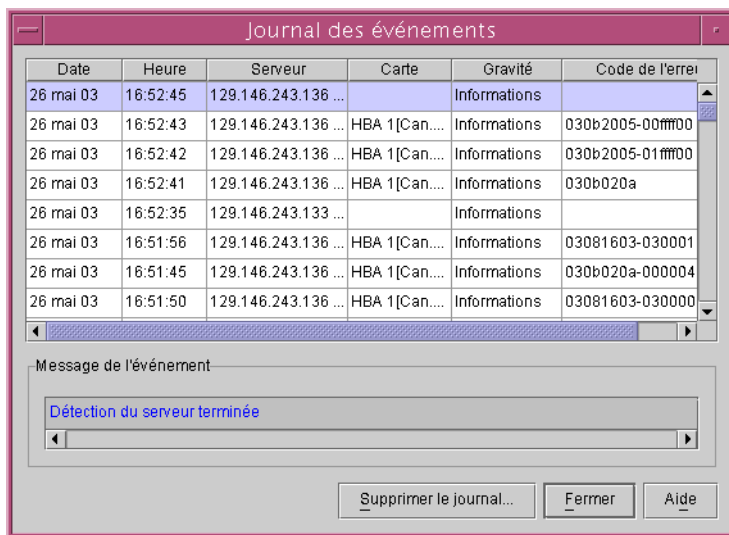 Journal des événements
Date Heure Serveur Carte Gravité Code de l'erreu
26 mai 03 16:52:45 129.146.243.136 ... Informations
26 mai 03 16:52:43 129.146.243.136 ... HBA 1[Can.... Informations 030b2005-00ffff00
26 mai 03 16:52:42 129.146.243.136 ... HBA 1[Can.... Informations 030b2005-01ffff00
26 mai 03 16:52:41 129.146.243.136 ... HBA 1[Can.... Informations 030b020a
26 mai 03 16:52:35 129.146.243.133 ... Informations
26 mai 03 16:51:56 129.146.243.136 ... HBA 1[Can.... Informations 03081603-030001
26 mai 03 16:51:45 129.146.243.136 ... HBA 1[Can.... Informations 030b020a-000004
26 mai 03 16:51:50 129.146.243.136 ... HBA 1[Can.... Informations 03081603-030000
Message de l'événement
Détection du serveur terminée
Supprimer le journal... Fermer Aide